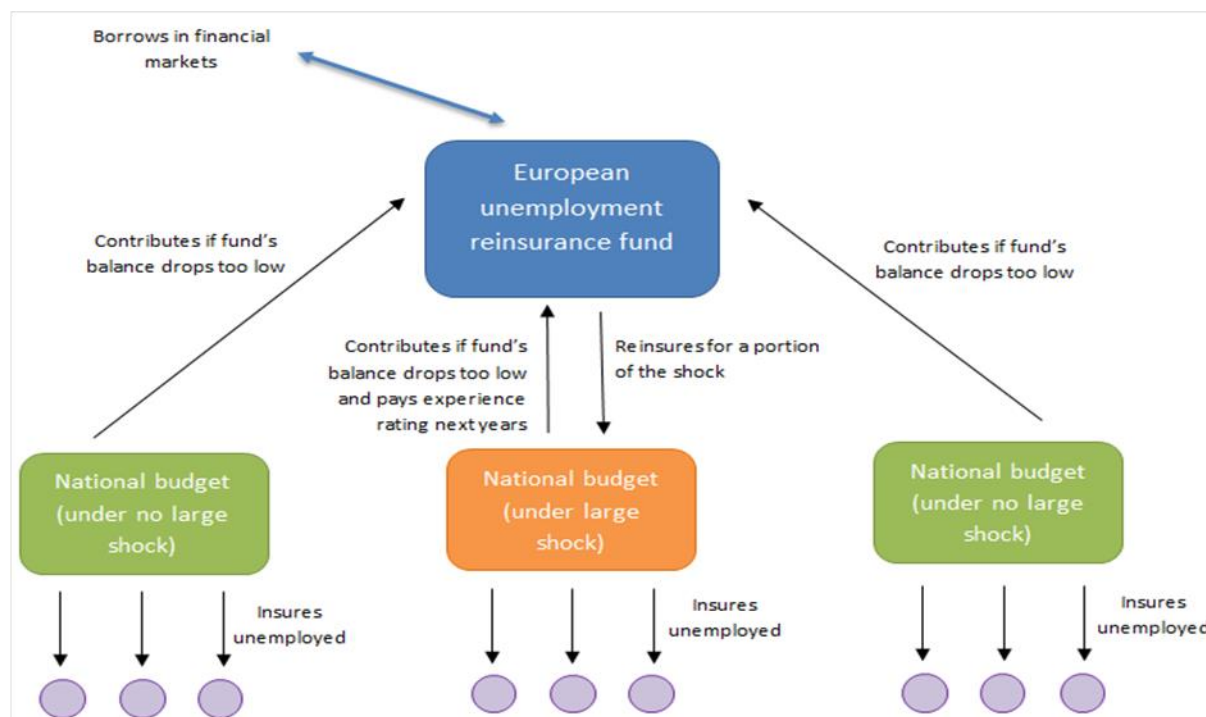 Borrows in financial
markets
European
unemployment
reinsurance fund
Contributes if fund's
balance drops too low
Contributes if fund's
balance drops too low
Contributes if fund's
balance drops too low
and pays experience
rating next years
Reinsures for a portion
of the shock
National budget
(under no large
shock)
National budget
(under large
shock)
National budget
(under no large
shock)
Insures
unemployed
Insures
unemployed
Insures
unemployed